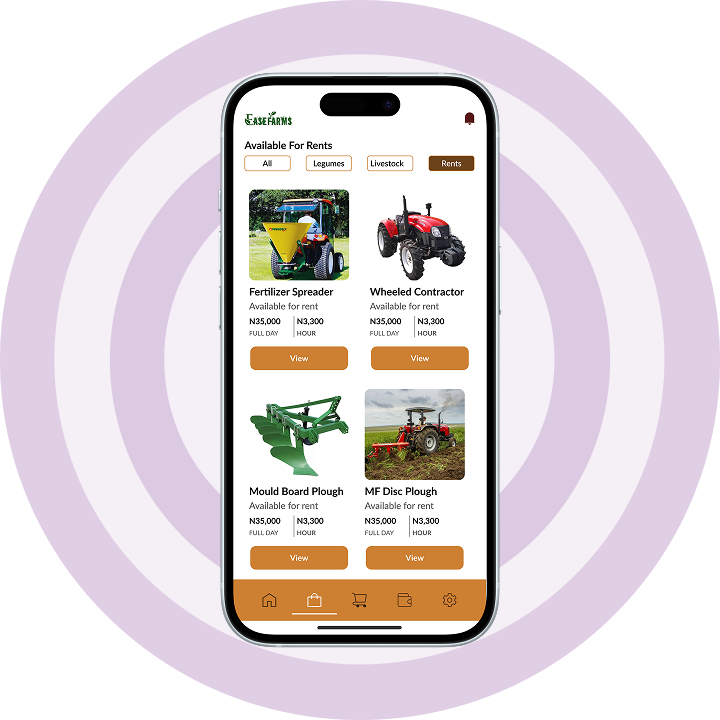 EASEFARMS
Available For Rents
All Legumes Livestock Rents
Fertilizer Spreader Wheeled Contractor
Available for rent Available for rent
N35,000 N3,300 N35,000 N3,300
FULL DAY HOUR FULL DAY HOUR
View View
Mould Board Plough MF Disc Plough
Available for rent Available for rent
N35,000 N3,300 N35,000 N3,300
FULL DAY HOUR FULL DAY HOUR
View View